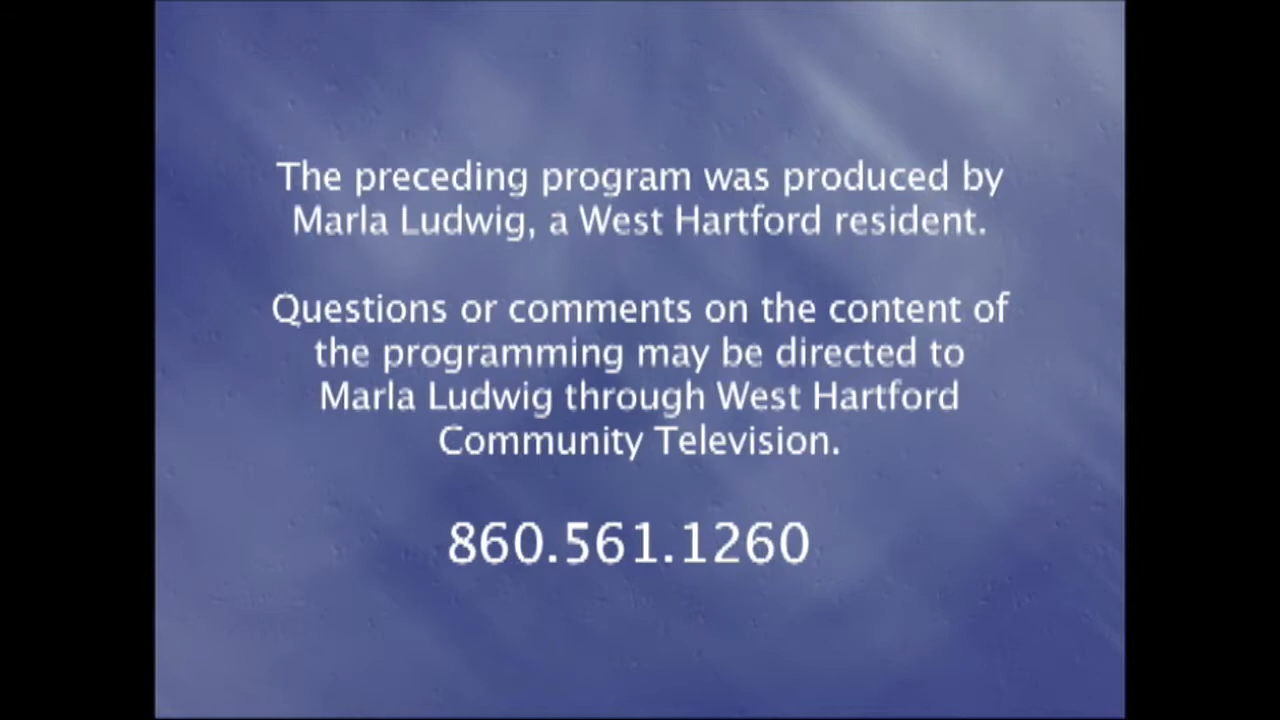 The preceding program was produced by
Marla Ludwig, a West Hartford resident.
Questions or comments on the content of
the programming may be directed to
Marla Ludwig through West Hartford
Community Television.
860.561.1260